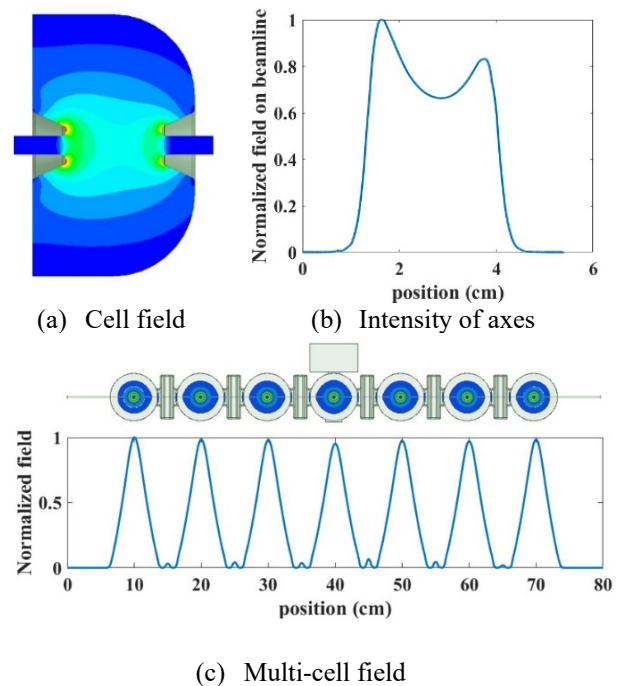 Normalized field on beamline
1
0.8
0.6
0.4
0.2
0
0 2 4 6
position (cm)
(a) Cell field
(b) Intensity of axes
Normalized field
1
0.5
0
0 10 20 30 40 50 60 70 80
position (cm)
(c) Multi-cell field